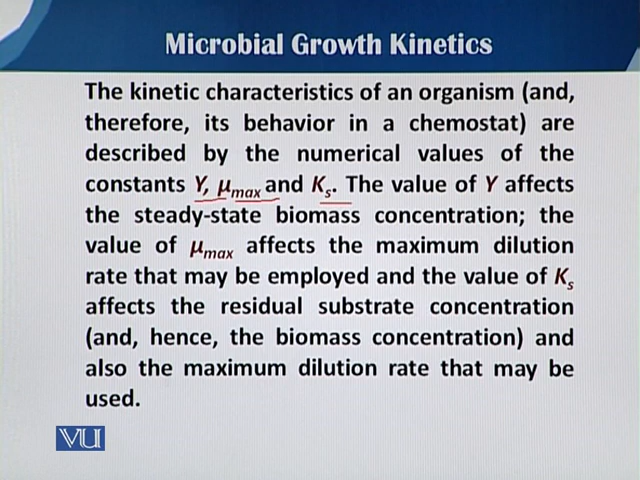 Microbial Growth Kinetics
The kinetic characteristics of an organism (and,
therefore, its behavior in a chemostat) are
described by the numerical values of the
constants Y, μmax and Ks. The value of Y affects
the steady-state biomass concentration; the
value of μmax affects the maximum dilution
rate that may be employed and the value of Ks
affects the residual substrate concentration
(and, hence, the biomass concentration) and
also the maximum dilution rate that may be
used.
VU